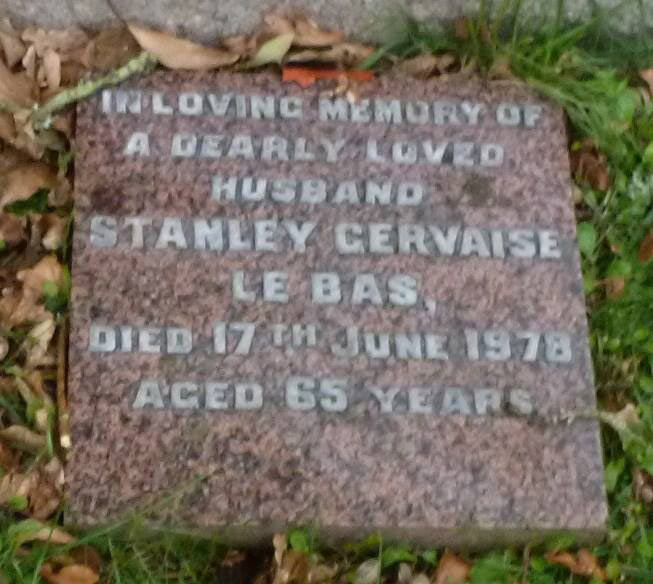 IN LOVING MEMORY OF
A DEARLY LOVED
HUSBAND
STANLEY GERVAISE
LE BAS,
DIED 17TH JUNE 1978
AGED 65 YEARS